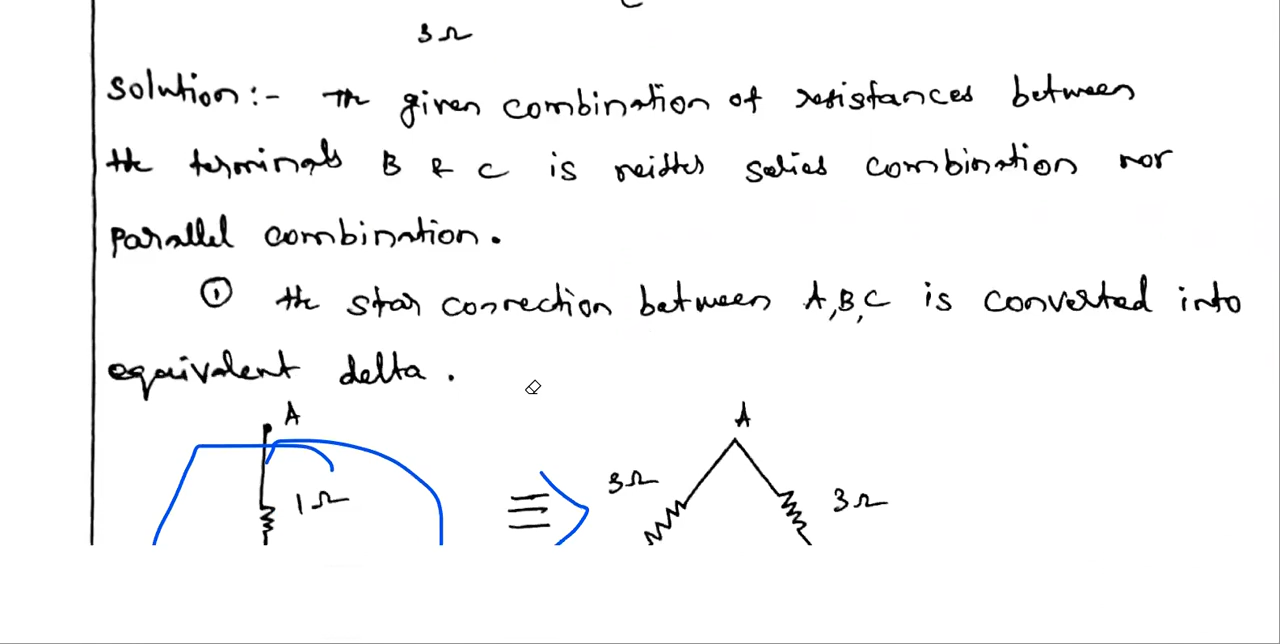 3Ω
Solution:- The given combination of resistances between
the terminals B & C is neither series combination nor
parallel combination.
① the star connection between A,B,C is converted into
equivalent delta.
A
A
1Ω
≡
3Ω
3Ω